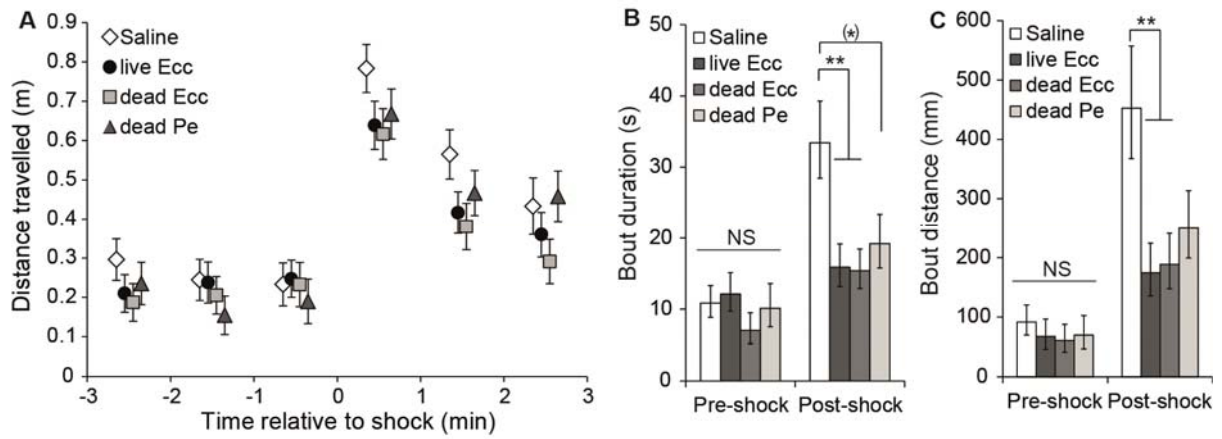 A
Distance travelled (m)
0.9
0.8
0.7
0.6
0.5
0.4
0.3
0.2
0.1
0
Saline
live Ecc
dead Ecc
dead Pe
-3 -2 -1 0 1 2 3
Time relative to shock (min)
B
Bout duration (s)
50
40
30
20
10
0
Saline
live Ecc
dead Ecc
dead Pe
(*)
**
NS
Pre-shock Post-shock
C
Bout distance (mm)
600
500
400
300
200
100
0
Saline
live Ecc
dead Ecc
dead Pe
**
NS
Pre-shock Post-shock